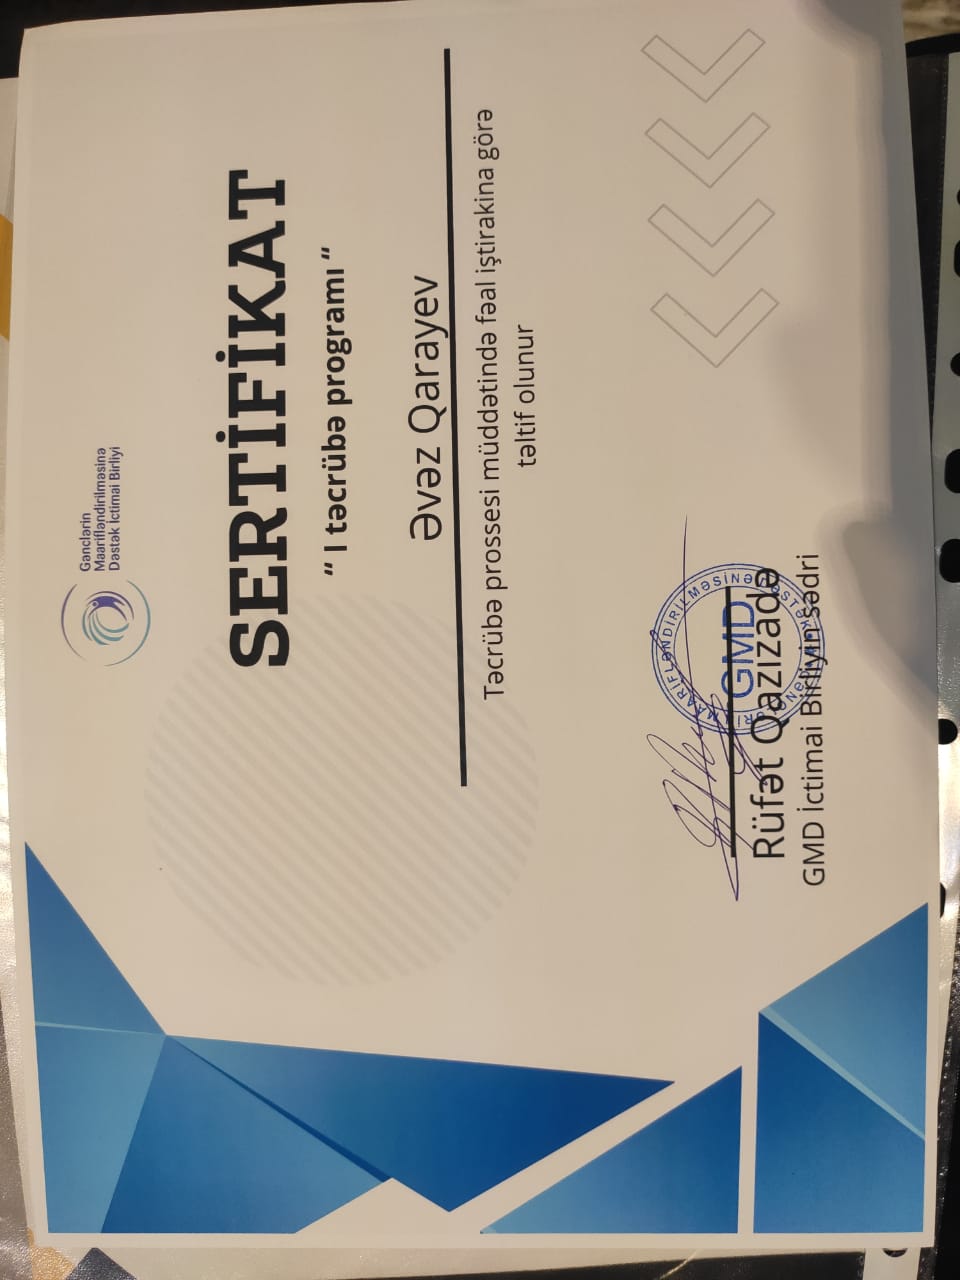 Gənclərin
Maarifləndirilməsinə
Dəstək İctimai Birliyi
SERTİFİKAT
“ I təcrübə programı “
Əvəz Qarayev
Təcrübə prossesi müddətində fəal iştirakina görə
təltif olunur
MAARİFLƏNDİRİLMƏSİNƏ DƏSTƏK
GMD
Rüfət Qazızadə
GMD İctimai Birliyin sədri